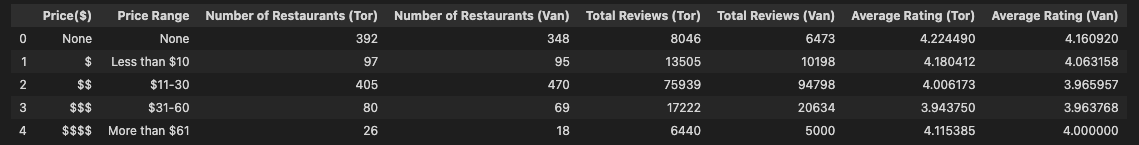 Price($) Price Range Number of Restaurants (Tor) Number of Restaurants (Van) Total Reviews (Tor) Total Reviews (Van) Average Rating (Tor) Average Rating (Van)
0 None None 392 348 8046 6473 4.224490 4.160920
1 $ Less than $10 97 95 13505 10198 4.180412 4.063158
2 $$ $11-30 405 470 75939 94798 4.006173 3.965957
3 $$$ $31-60 80 69 17222 20634 3.943750 3.963768
4 $$$$ More than $61 26 18 6440 5000 4.115385 4.000000